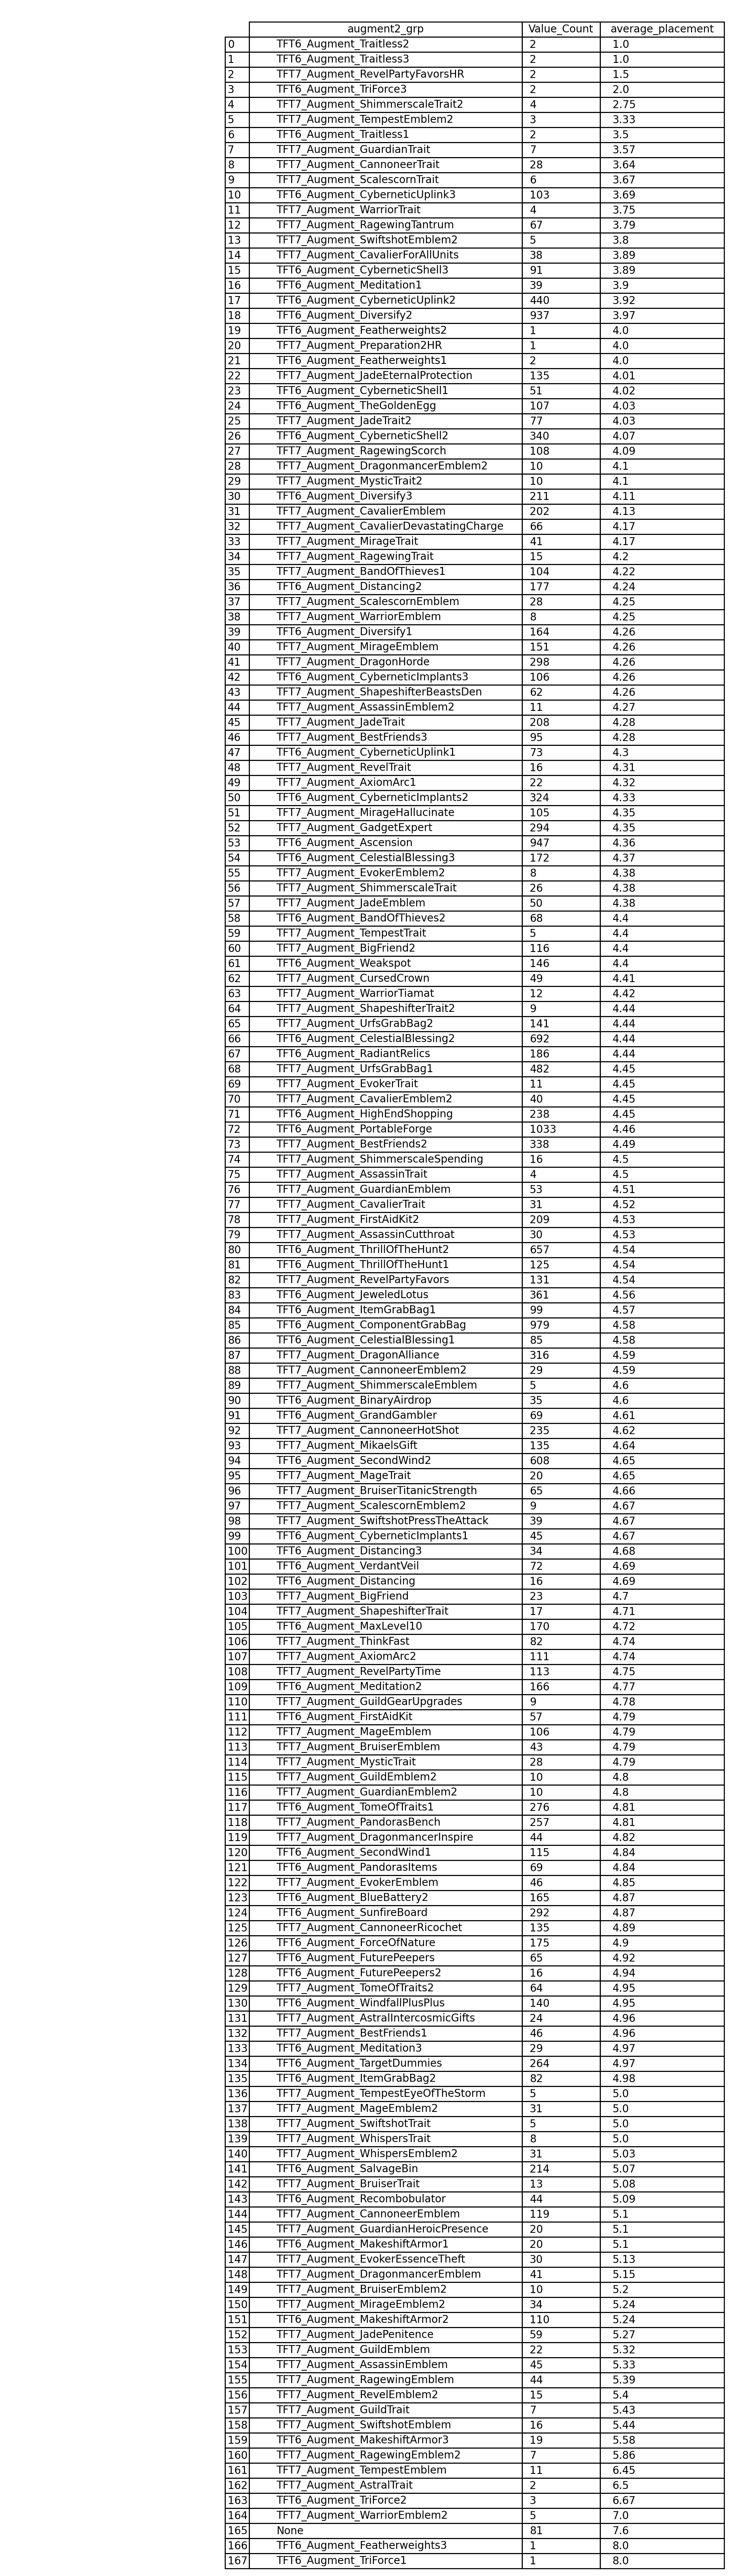 augment2_grp Value_Count average_placement
0 TFT6_Augment_Traitless2 2 1.0
1 TFT6_Augment_Traitless3 2 1.0
2 TFT7_Augment_RevelPartyFavorsHR 2 1.5
3 TFT6_Augment_TriForce3 2 2.0
4 TFT7_Augment_ShimmerscaleTrait2 4 2.75
5 TFT7_Augment_TempestEmblem2 3 3.33
6 TFT6_Augment_Traitless1 2 3.5
7 TFT7_Augment_GuardianTrait 7 3.57
8 TFT7_Augment_CannoneerTrait 28 3.64
9 TFT7_Augment_ScalescornTrait 6 3.67
10 TFT6_Augment_CyberneticUplink3 103 3.69
11 TFT7_Augment_WarriorTrait 4 3.75
12 TFT7_Augment_RagewingTantrum 67 3.79
13 TFT7_Augment_SwiftshotEmblem2 5 3.8
14 TFT7_Augment_CavalierForAllUnits 38 3.89
15 TFT6_Augment_CyberneticShell3 91 3.89
16 TFT6_Augment_Meditation1 39 3.9
17 TFT6_Augment_CyberneticUplink2 440 3.92
18 TFT6_Augment_Diversify2 937 3.97
19 TFT6_Augment_Featherweights2 1 4.0
20 TFT7_Augment_Preparation2HR 1 4.0
21 TFT6_Augment_Featherweights1 2 4.0
22 TFT7_Augment_JadeEternalProtection 135 4.01
23 TFT6_Augment_CyberneticShell1 51 4.02
24 TFT6_Augment_TheGoldenEgg 107 4.03
25 TFT7_Augment_JadeTrait2 77 4.03
26 TFT6_Augment_CyberneticShell2 340 4.07
27 TFT7_Augment_RagewingScorch 108 4.09
28 TFT7_Augment_DragonmancerEmblem2 10 4.1
29 TFT7_Augment_MysticTrait2 10 4.1
30 TFT6_Augment_Diversify3 211 4.11
31 TFT7_Augment_CavalierEmblem 202 4.13
32 TFT7_Augment_CavalierDevastatingCharge 66 4.17
33 TFT7_Augment_MirageTrait 41 4.17
34 TFT7_Augment_RagewingTrait 15 4.2
35 TFT7_Augment_BandOfThieves1 104 4.22
36 TFT6_Augment_Distancing2 177 4.24
37 TFT7_Augment_ScalescornEmblem 28 4.25
38 TFT7_Augment_WarriorEmblem 8 4.25
39 TFT6_Augment_Diversify1 164 4.26
40 TFT7_Augment_MirageEmblem 151 4.26
41 TFT7_Augment_DragonHorde 298 4.26
42 TFT6_Augment_CyberneticImplants3 106 4.26
43 TFT7_Augment_ShapeshifterBeastsDen 62 4.26
44 TFT7_Augment_AssassinEmblem2 11 4.27
45 TFT7_Augment_JadeTrait 208 4.28
46 TFT7_Augment_BestFriends3 95 4.28
47 TFT6_Augment_CyberneticUplink1 73 4.3
48 TFT7_Augment_RevelTrait 16 4.31
49 TFT7_Augment_AxiomArc1 22 4.32
50 TFT6_Augment_CyberneticImplants2 324 4.33
51 TFT7_Augment_MirageHallucinate 105 4.35
52 TFT7_Augment_GadgetExpert 294 4.35
53 TFT6_Augment_Ascension 947 4.36
54 TFT6_Augment_CelestialBlessing3 172 4.37
55 TFT7_Augment_EvokerEmblem2 8 4.38
56 TFT7_Augment_ShimmerscaleTrait 26 4.38
57 TFT7_Augment_JadeEmblem 50 4.38
58 TFT6_Augment_BandOfThieves2 68 4.4
59 TFT7_Augment_TempestTrait 5 4.4
60 TFT7_Augment_BigFriend2 116 4.4
61 TFT6_Augment_Weakspot 146 4.4
62 TFT7_Augment_CursedCrown 49 4.41
63 TFT7_Augment_WarriorTiamat 12 4.42
64 TFT7_Augment_ShapeshifterTrait2 9 4.44
65 TFT7_Augment_UrfsGrabBag2 141 4.44
66 TFT6_Augment_CelestialBlessing2 692 4.44
67 TFT6_Augment_RadiantRelics 186 4.44
68 TFT7_Augment_UrfsGrabBag1 482 4.45
69 TFT7_Augment_EvokerTrait 11 4.45
70 TFT7_Augment_CavalierEmblem2 40 4.45
71 TFT6_Augment_HighEndShopping 238 4.45
72 TFT6_Augment_PortableForge 1033 4.46
73 TFT7_Augment_BestFriends2 338 4.49
74 TFT7_Augment_ShimmerscaleSpending 16 4.5
75 TFT7_Augment_AssassinTrait 4 4.5
76 TFT7_Augment_GuardianEmblem 53 4.51
77 TFT7_Augment_CavalierTrait 31 4.52
78 TFT7_Augment_FirstAidKit2 209 4.53
79 TFT7_Augment_AssassinCutthroat 30 4.53
80 TFT6_Augment_ThrillOfTheHunt2 657 4.54
81 TFT6_Augment_ThrillOfTheHunt1 125 4.54
82 TFT7_Augment_RevelPartyFavors 131 4.54
83 TFT6_Augment_JeweledLotus 361 4.56
84 TFT6_Augment_ItemGrabBag1 99 4.57
85 TFT6_Augment_ComponentGrabBag 979 4.58
86 TFT6_Augment_CelestialBlessing1 85 4.58
87 TFT7_Augment_DragonAlliance 316 4.59
88 TFT7_Augment_CannoneerEmblem2 29 4.59
89 TFT7_Augment_ShimmerscaleEmblem 5 4.6
90 TFT6_Augment_BinaryAirdrop 35 4.6
91 TFT6_Augment_GrandGambler 69 4.61
92 TFT7_Augment_CannoneerHotShot 235 4.62
93 TFT7_Augment_MikaelsGift 135 4.64
94 TFT6_Augment_SecondWind2 608 4.65
95 TFT7_Augment_MageTrait 20 4.65
96 TFT7_Augment_BruiserTitanicStrength 65 4.66
97 TFT7_Augment_ScalescornEmblem2 9 4.67
98 TFT7_Augment_SwiftshotPressTheAttack 39 4.67
99 TFT6_Augment_CyberneticImplants1 45 4.67
100 TFT6_Augment_Distancing3 34 4.68
101 TFT6_Augment_VerdantVeil 72 4.69
102 TFT6_Augment_Distancing 16 4.69
103 TFT7_Augment_BigFriend 23 4.7
104 TFT7_Augment_ShapeshifterTrait 17 4.71
105 TFT6_Augment_MaxLevel10 170 4.72
106 TFT7_Augment_ThinkFast 82 4.74
107 TFT7_Augment_AxiomArc2 111 4.74
108 TFT7_Augment_RevelPartyTime 113 4.75
109 TFT6_Augment_Meditation2 166 4.77
110 TFT7_Augment_GuildGearUpgrades 9 4.78
111 TFT6_Augment_FirstAidKit 57 4.79
112 TFT7_Augment_MageEmblem 106 4.79
113 TFT7_Augment_BruiserEmblem 43 4.79
114 TFT7_Augment_MysticTrait 28 4.79
115 TFT7_Augment_GuildEmblem2 10 4.8
116 TFT7_Augment_GuardianEmblem2 10 4.8
117 TFT6_Augment_TomeOfTraits1 276 4.81
118 TFT7_Augment_PandorasBench 257 4.81
119 TFT7_Augment_DragonmancerInspire 44 4.82
120 TFT6_Augment_SecondWind1 115 4.84
121 TFT6_Augment_PandorasItems 69 4.84
122 TFT7_Augment_EvokerEmblem 46 4.85
123 TFT6_Augment_BlueBattery2 165 4.87
124 TFT6_Augment_SunfireBoard 292 4.87
125 TFT7_Augment_CannoneerRicochet 135 4.89
126 TFT6_Augment_ForceOfNature 175 4.9
127 TFT7_Augment_FuturePeepers 65 4.92
128 TFT7_Augment_FuturePeepers2 16 4.94
129 TFT7_Augment_TomeOfTraits2 64 4.95
130 TFT6_Augment_WindfallPlusPlus 140 4.95
131 TFT7_Augment_AstralIntercosmicGifts 24 4.96
132 TFT7_Augment_BestFriends1 46 4.96
133 TFT6_Augment_Meditation3 29 4.97
134 TFT6_Augment_TargetDummies 264 4.97
135 TFT6_Augment_ItemGrabBag2 82 4.98
136 TFT7_Augment_TempestEyeOfTheStorm 5 5.0
137 TFT7_Augment_MageEmblem2 31 5.0
138 TFT7_Augment_SwiftshotTrait 5 5.0
139 TFT7_Augment_WhispersTrait 8 5.0
140 TFT7_Augment_WhispersEmblem2 31 5.03
141 TFT6_Augment_SalvageBin 214 5.07
142 TFT7_Augment_BruiserTrait 13 5.08
143 TFT6_Augment_Recombobulator 44 5.09
144 TFT7_Augment_CannoneerEmblem 119 5.1
145 TFT7_Augment_GuardianHeroicPresence 20 5.1
146 TFT6_Augment_MakeshiftArmor1 20 5.1
147 TFT7_Augment_EvokerEssenceTheft 30 5.13
148 TFT7_Augment_DragonmancerEmblem 41 5.15
149 TFT7_Augment_BruiserEmblem2 10 5.2
150 TFT7_Augment_MirageEmblem2 34 5.24
151 TFT6_Augment_MakeshiftArmor2 110 5.24
152 TFT7_Augment_JadePenitence 59 5.27
153 TFT7_Augment_GuildEmblem 22 5.32
154 TFT7_Augment_AssassinEmblem 45 5.33
155 TFT7_Augment_RagewingEmblem 44 5.39
156 TFT7_Augment_RevelEmblem2 15 5.4
157 TFT7_Augment_GuildTrait 7 5.43
158 TFT7_Augment_SwiftshotEmblem 16 5.44
159 TFT6_Augment_MakeshiftArmor3 19 5.58
160 TFT7_Augment_RagewingEmblem2 7 5.86
161 TFT7_Augment_TempestEmblem 11 6.45
162 TFT7_Augment_AstralTrait 2 6.5
163 TFT6_Augment_TriForce2 3 6.67
164 TFT7_Augment_WarriorEmblem2 5 7.0
165 None 81 7.6
166 TFT6_Augment_Featherweights3 1 8.0
167 TFT6_Augment_TriForce1 1 8.0